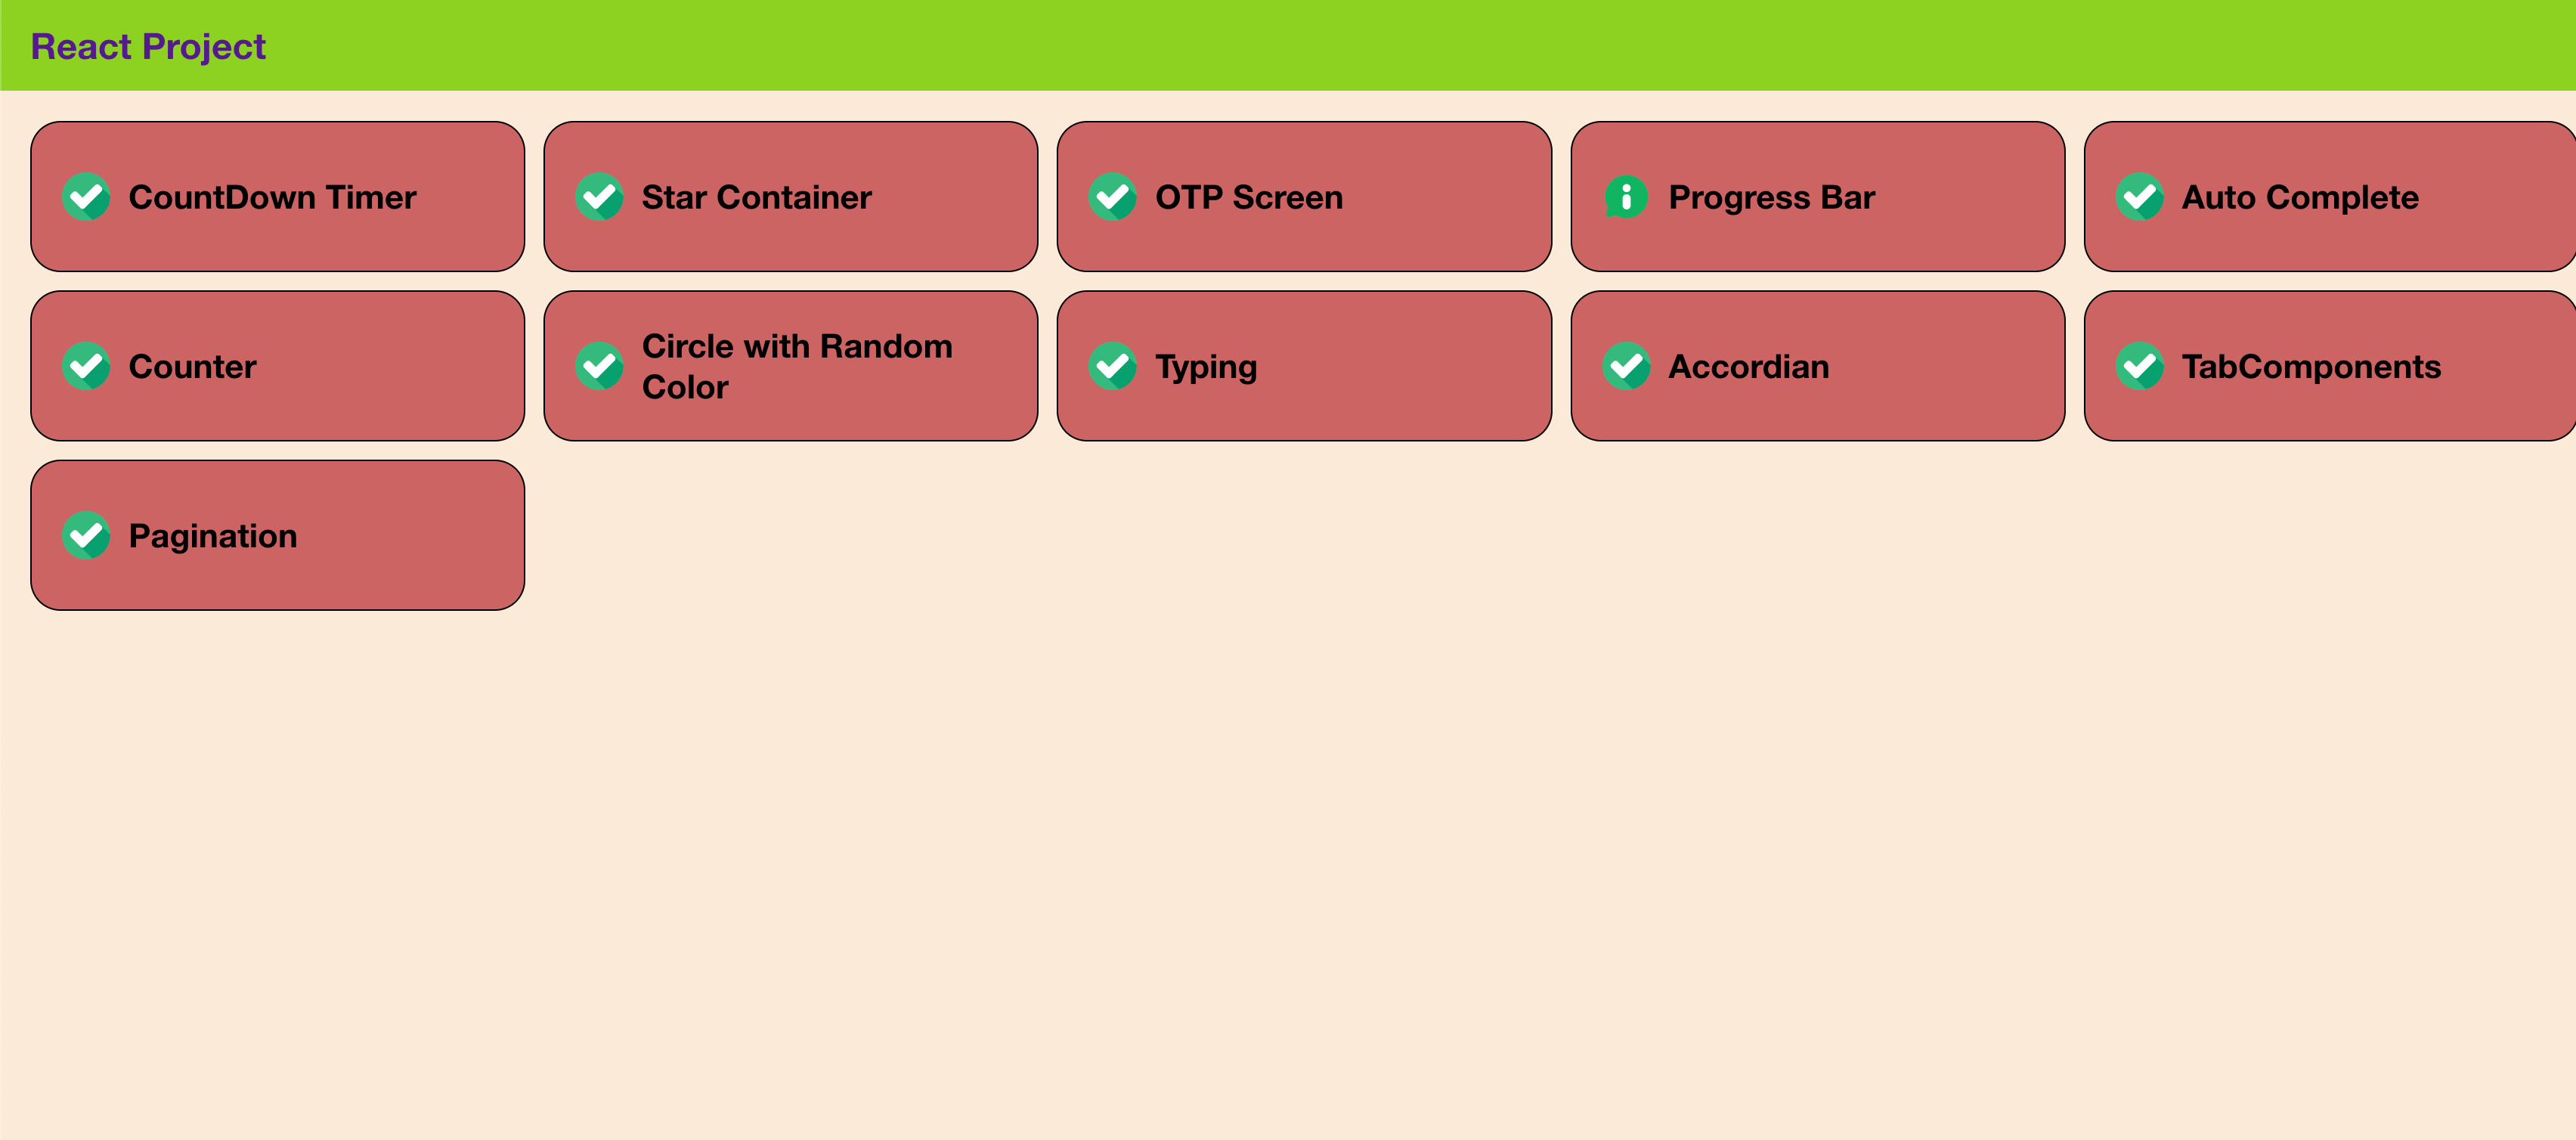 React Project
CountDown Timer
Star Container
OTP Screen
Progress Bar
Auto Complete
Counter
Circle with Random
Color
Typing
Accordian
TabComponents
Pagination